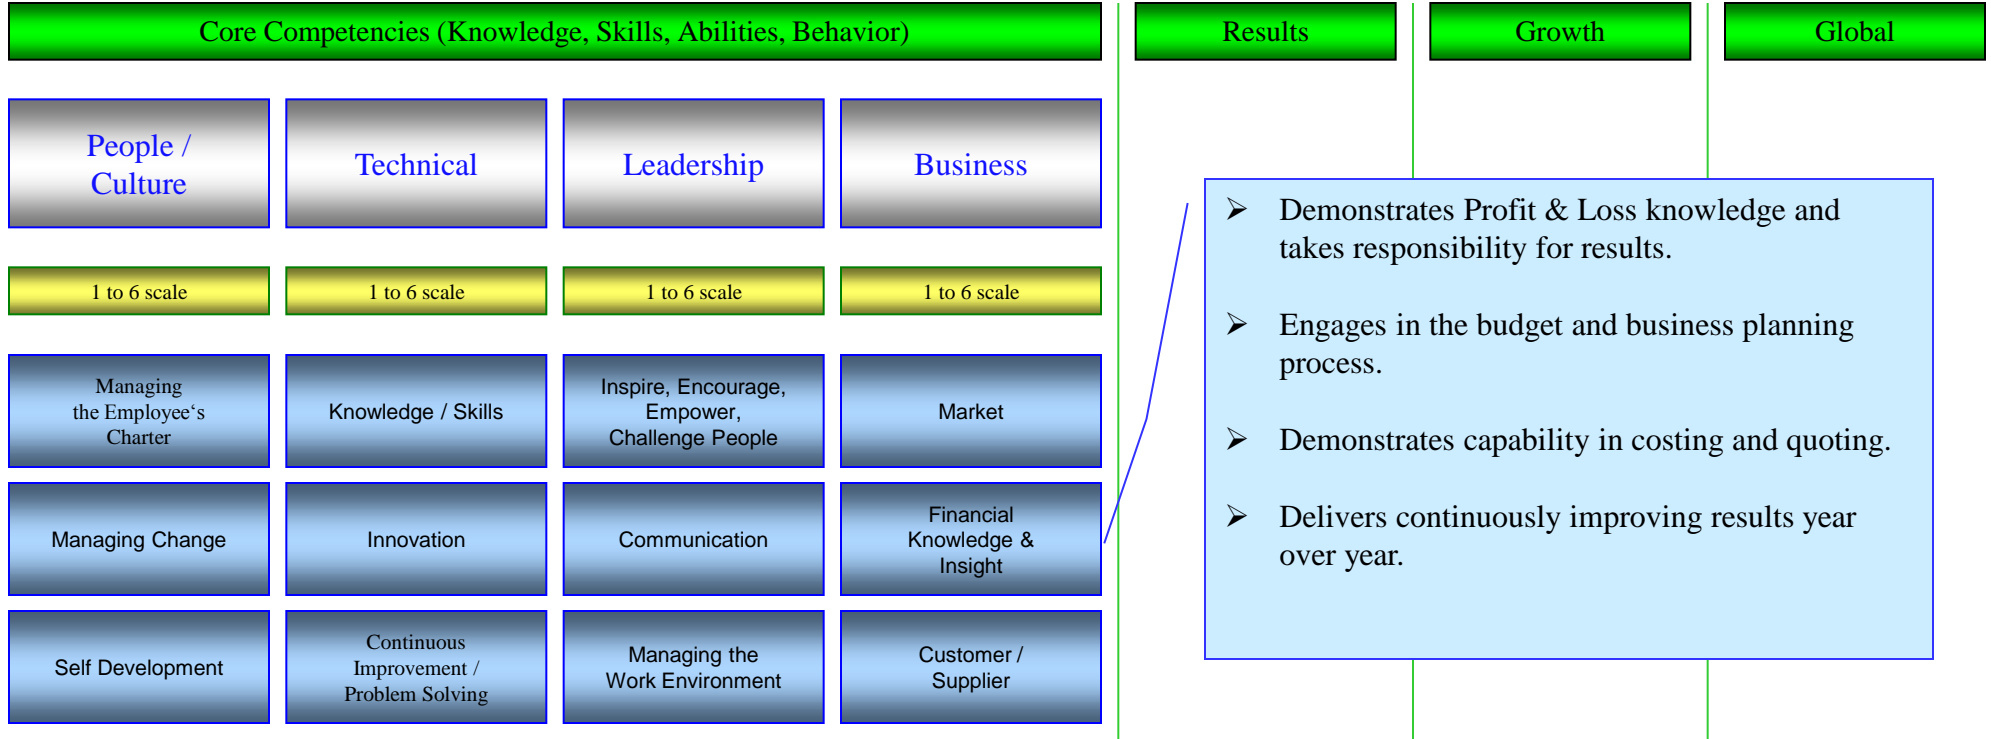 Core Competencies (Knowledge, Skills, Abilities, Behavior)
Results
Growth
Global
People /
Culture
Technical
Leadership
Business
1 to 6 scale
1 to 6 scale
1 to 6 scale
1 to 6 scale
Managing
the Employee‘s
Charter
Knowledge / Skills
Inspire, Encourage,
Empower,
Challenge People
Market
Managing Change
Innovation
Communication
Financial
Knowledge &
Insight
Self Development
Continuous
Improvement /
Problem Solving
Managing the
Work Environment
Customer /
Supplier
➢ Demonstrates Profit & Loss knowledge and
takes responsibility for results.
➢ Engages in the budget and business planning
process.
➢ Demonstrates capability in costing and quoting.
➢ Delivers continuously improving results year
over year.